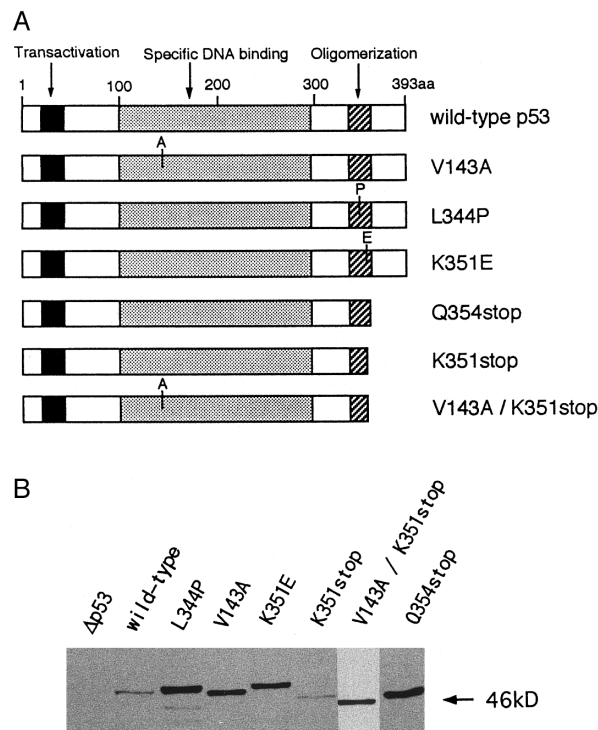 A
Transactivation Specific DNA binding Oligomerization
1 100 200 300 393aa
wild-type p53
A
V143A
P
L344P
E
K351E
Q354stop
K351stop
A
V143A / K351stop
B
Δp53 wild-type L344P V143A K351E K351stop V143A / K351stop Q354stop
46kD